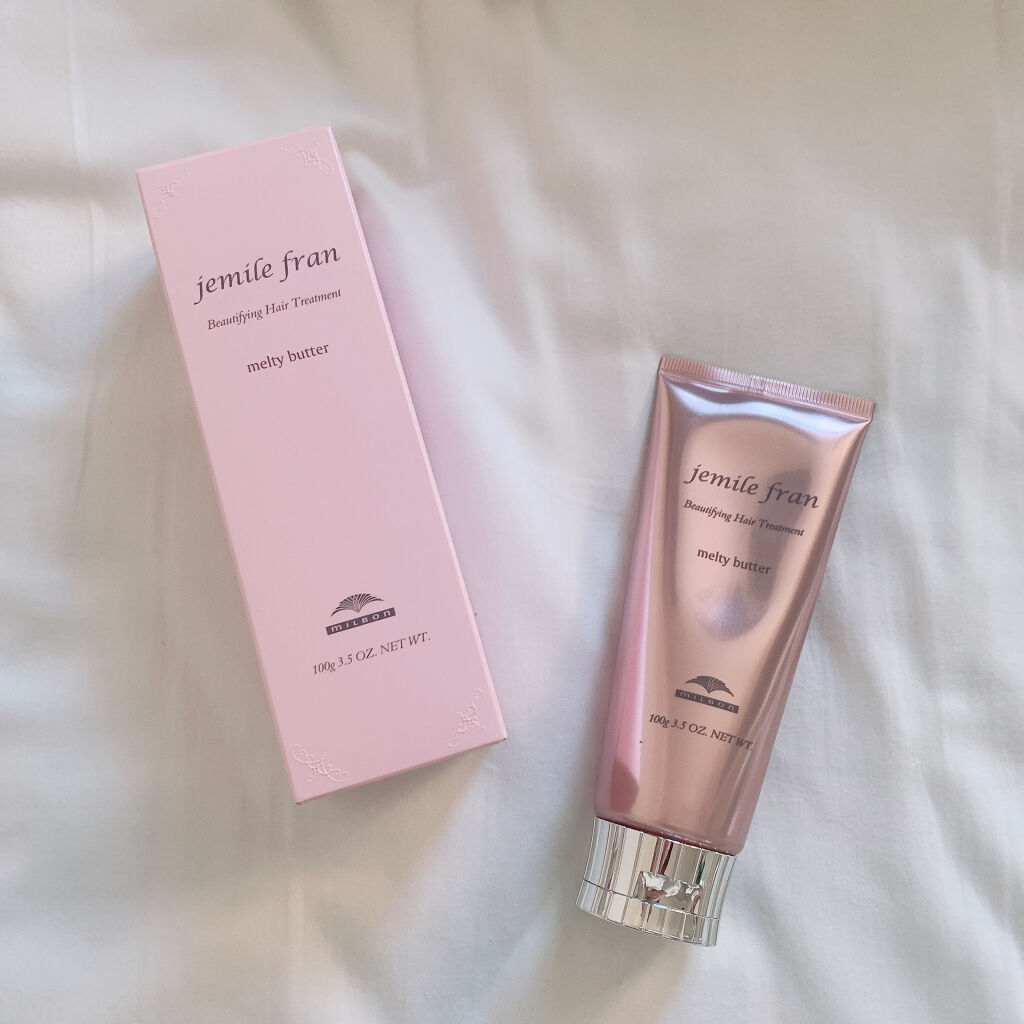 jemile fran
Beautifying Hair Treatment
melty butter
milbon
100g 3.5 OZ. NET WT.
jemile fran
Beautifying Hair Treatment
melty butter
milbon
100g 3.5 OZ. NET WT.